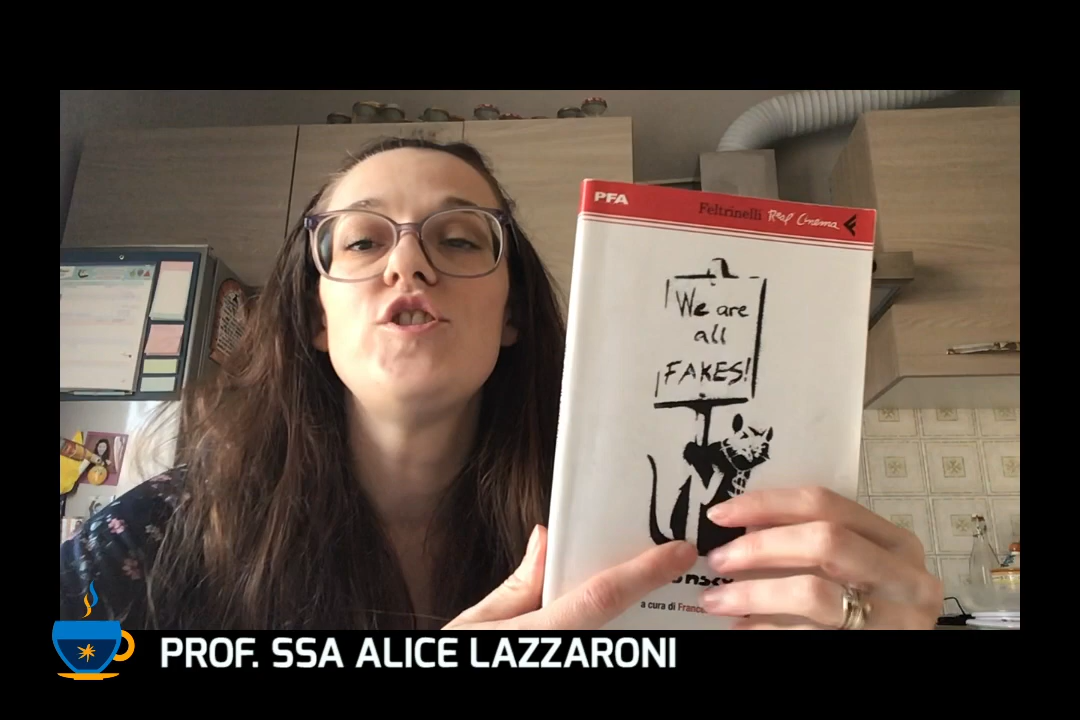 PFA
Feltrinelli Real Cinema
We are
all
FAKES!
a cura di
PROF. SSA ALICE LAZZARONI